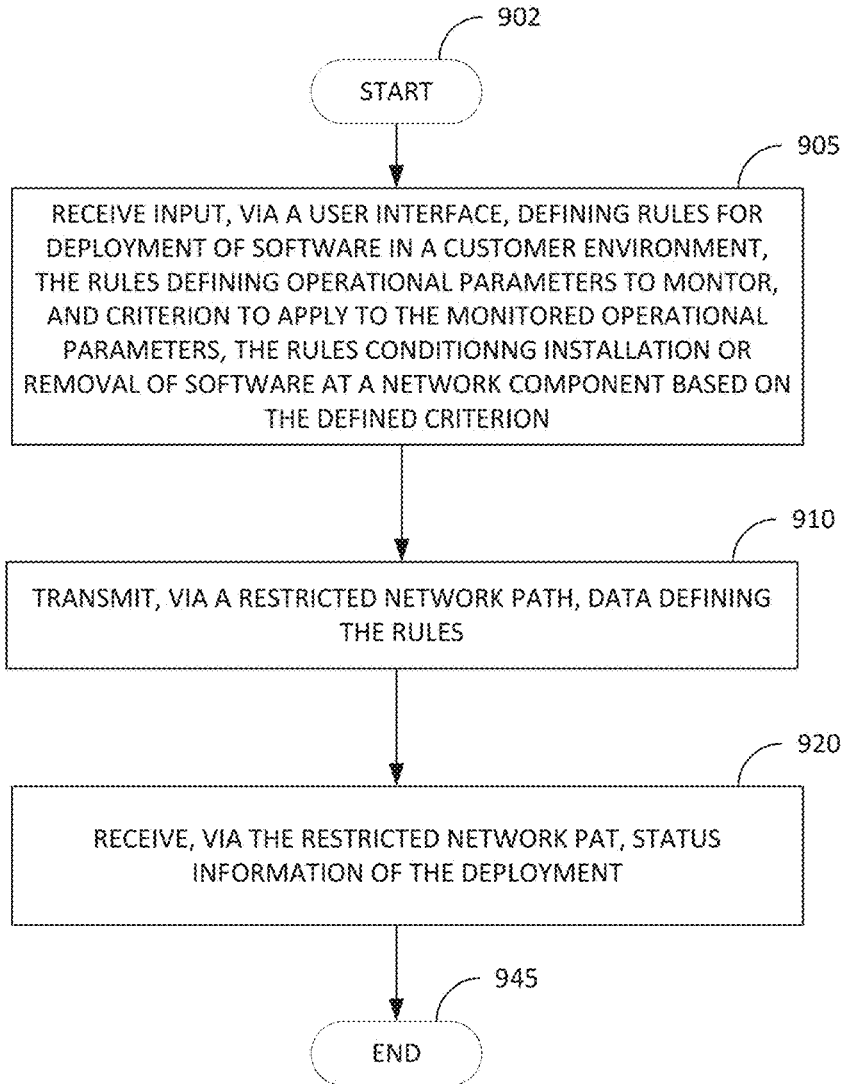 902
START
905
RECEIVE INPUT, VIA A USER INTERFACE, DEFINING RULES FOR
DEPLOYMENT OF SOFTWARE IN A CUSTOMER ENVIRONMENT,
THE RULES DEFINING OPERATIONAL PARAMETERS TO MONTOR,
AND CRITERION TO APPLY TO THE MONITORED OPERATIONAL
PARAMETERS, THE RULES CONDITIONNG INSTALLATION OR
REMOVAL OF SOFTWARE AT A NETWORK COMPONENT BASED ON
THE DEFINED CRITERION
910
TRANSMIT, VIA A RESTRICTED NETWORK PATH, DATA DEFINING
THE RULES
920
RECEIVE, VIA THE RESTRICTED NETWORK PAT, STATUS
INFORMATION OF THE DEPLOYMENT
945
END